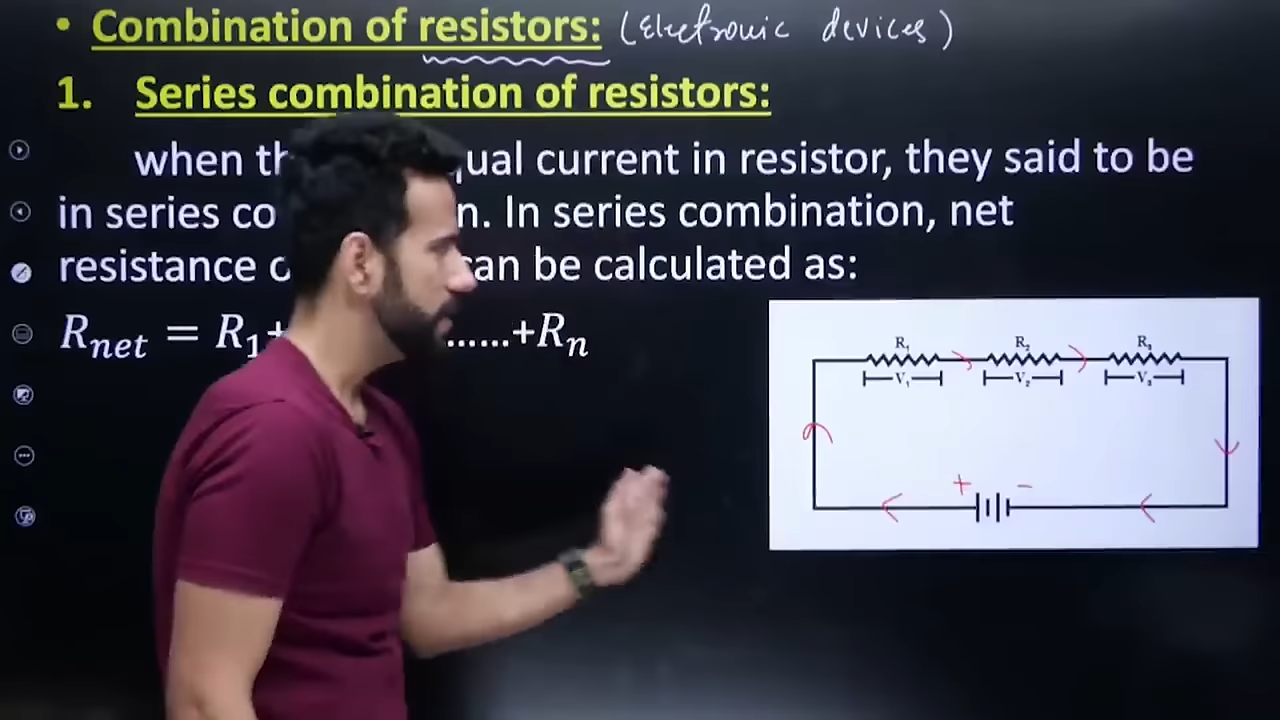 • Combination of resistors: (Electronic devices)
1. Series combination of resistors:
when th qual current in resistor, they said to be
in series co n. In series combination, net
resistance o can be calculated as:
R_net = R_1+ ......+R_n
R₁ R₂ R₃
V₁ V₂ V₃
+ -